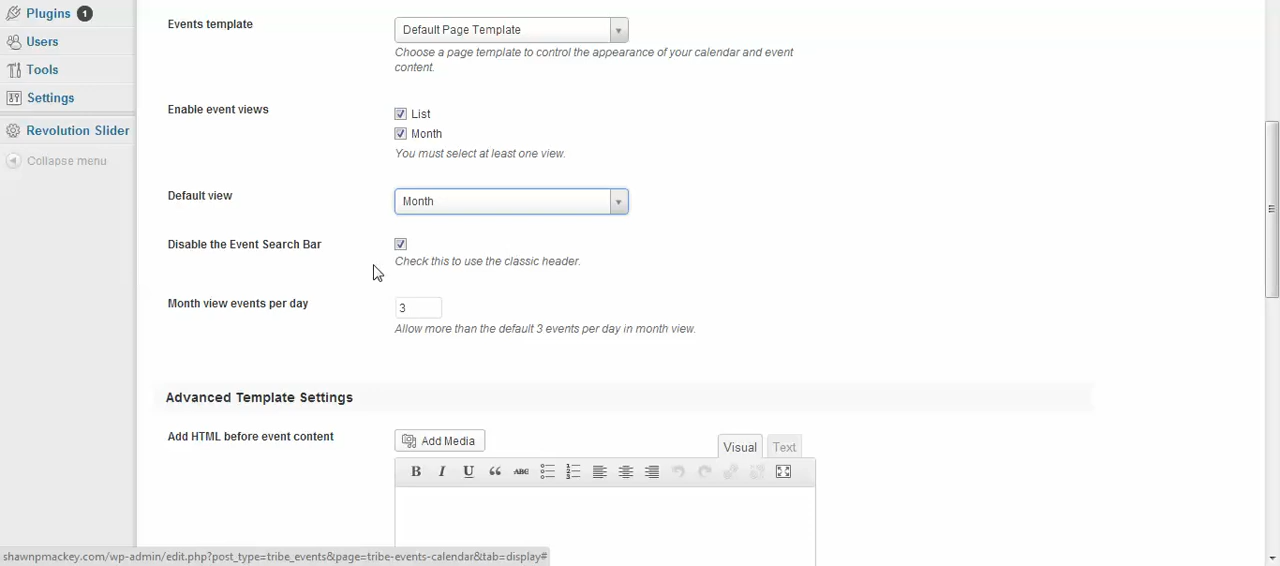 Plugins 1
Users
Tools
Settings
Revolution Slider
Collapse menu
Events template
Default Page Template
Choose a page template to control the appearance of your calendar and event
content.
Enable event views
List
Month
You must select at least one view.
Default view
Month
Disable the Event Search Bar
Check this to use the classic header.
Month view events per day
3
Allow more than the default 3 events per day in month view.
Advanced Template Settings
Add HTML before event content
Add Media
Visual
Text
B I U ABC
shawnpmackey.com/wp-admin/edit.php?post_type=tribe_events&page=tribe-events-calendar&tab=display#